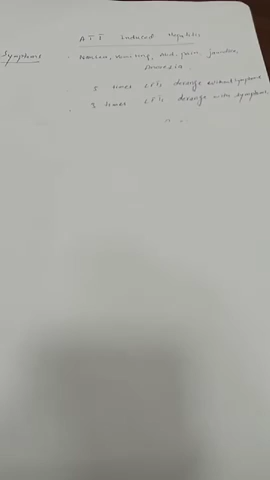 ATT induced Hepatitis
Symptoms - Nausea, Vomiting, Abd. pain, jaundice,
Anorexia
5 times LFTs derange without symptoms
3 times LFTs derange with symptoms